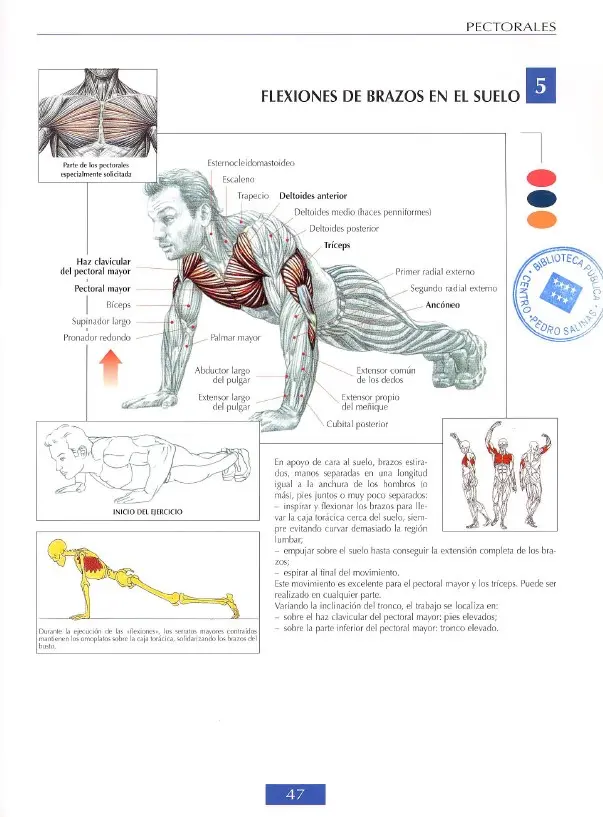 PECTORALES
FLEXIONES DE BRAZOS EN EL SUELO
5
Parte de los pectorales
especialmente solicitada
Esternocleidomastoideo
Escaleno
Trapecio
Deltoides anterior
Deltoides medio (haces penniformes)
Deltoides posterior
Tríceps
Haz clavicular
del pectoral mayor
Pectoral mayor
Bíceps
Supinador largo
Pronador redondo
Primer radial externo
Segundo radial externo
Ancóneo
Palmar mayor
Abductor largo
del pulgar
Extensor largo
del pulgar
Extensor común
de los dedos
Extensor propio
del meñique
Cubital posterior
BIBLIOTECA PÚBLICA
CENTRO PEDRO SALINAS
INICIO DEL EJERCICIO
En apoyo de cara al suelo, brazos estira-
dos, manos separadas en una longitud
igual a la anchura de los hombros (o
más), pies juntos o muy poco separados:
– inspirar y flexionar los brazos para lle-
var la caja torácica cerca del suelo, siem-
pre evitando curvar demasiado la región
lumbar;
– empujar sobre el suelo hasta conseguir la extensión completa de los bra-
zos;
– espirar al final del movimiento.
Este movimiento es excelente para el pectoral mayor y los tríceps. Puede ser
realizado en cualquier parte.
Variando la inclinación del tronco, el trabajo se localiza en:
– sobre el haz clavicular del pectoral mayor: pies elevados;
– sobre la parte inferior del pectoral mayor: tronco elevado.
Durante la ejecución de las «flexiones», los serratos mayores contraídos
mantienen los omoplatos sobre la caja torácica, solidarizando los brazos del
busto.
47